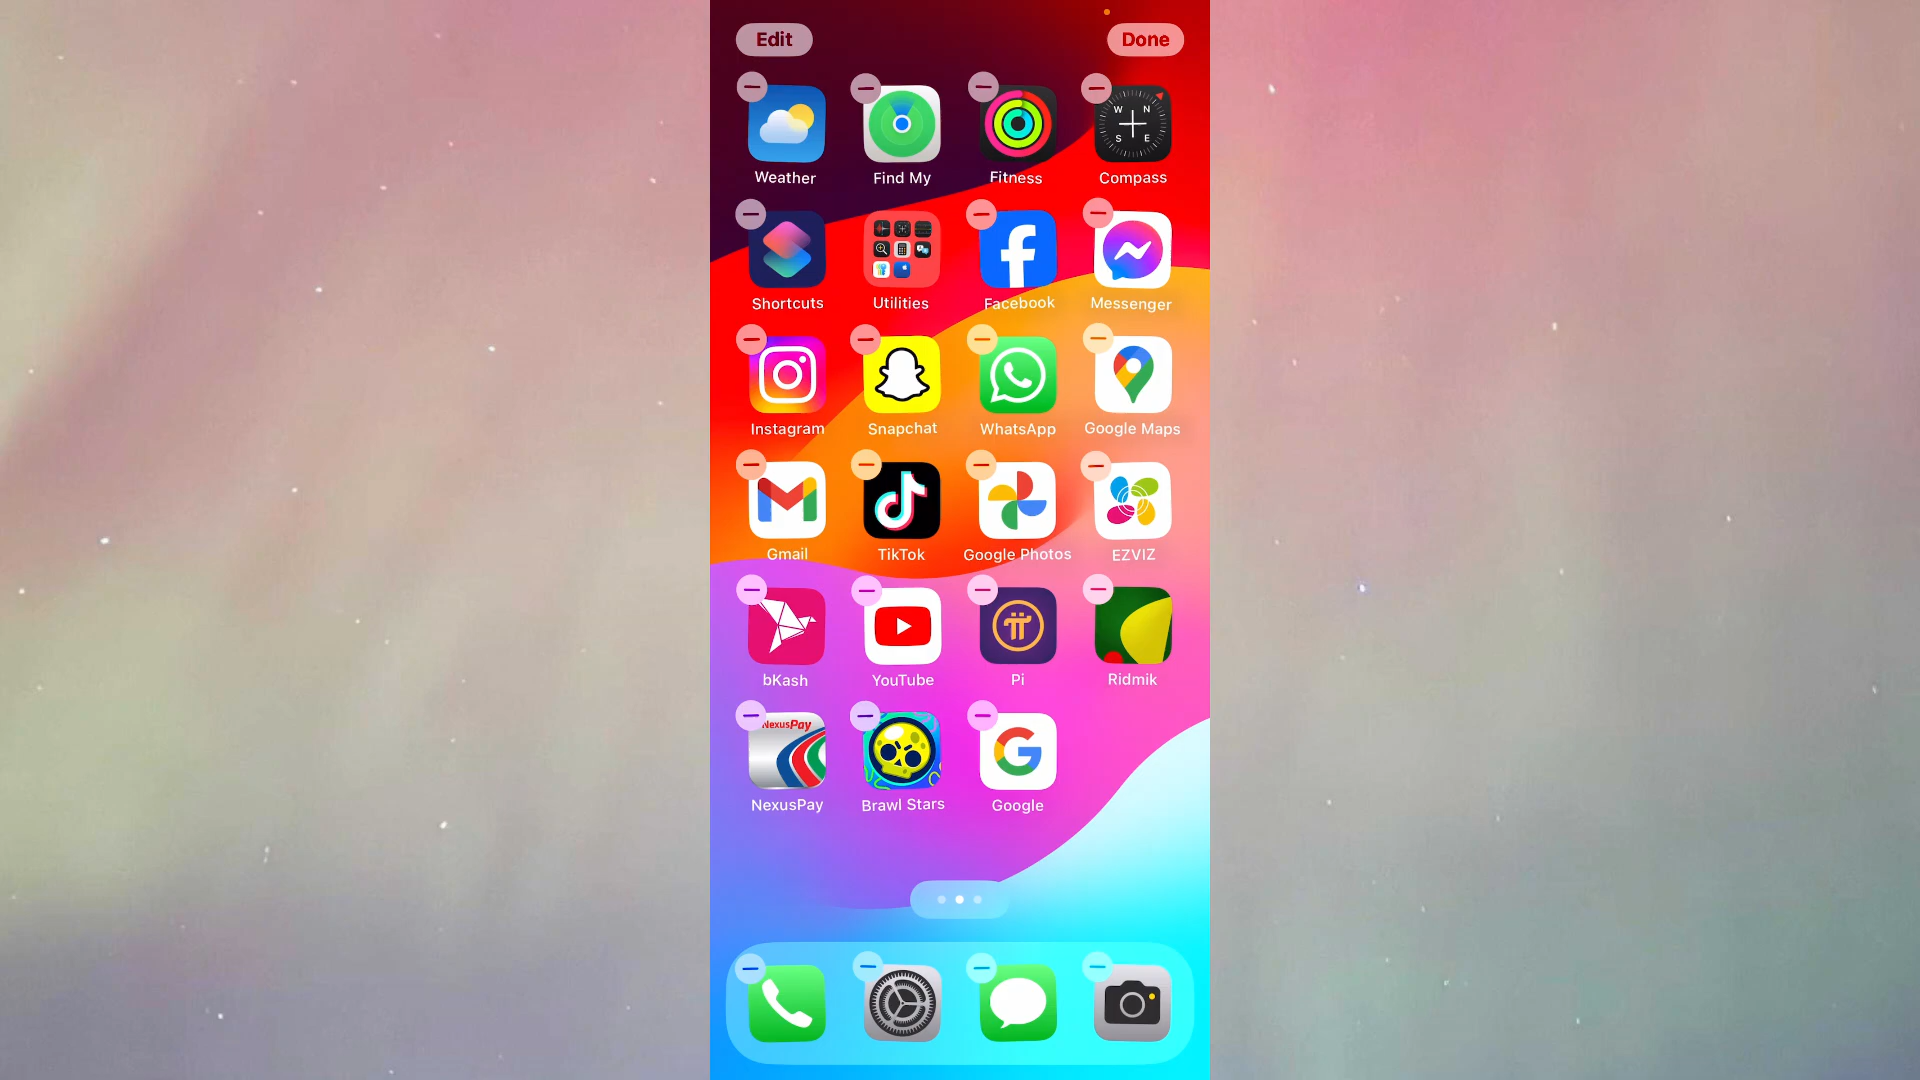 Edit Done
Weather Find My Fitness Compass
Shortcuts Utilities Facebook Messenger
Instagram Snapchat WhatsApp Google Maps
Gmail TikTok Google Photos EZVIZ
bKash YouTube Pi Ridmik
NexusPay
NexusPay Brawl Stars Google